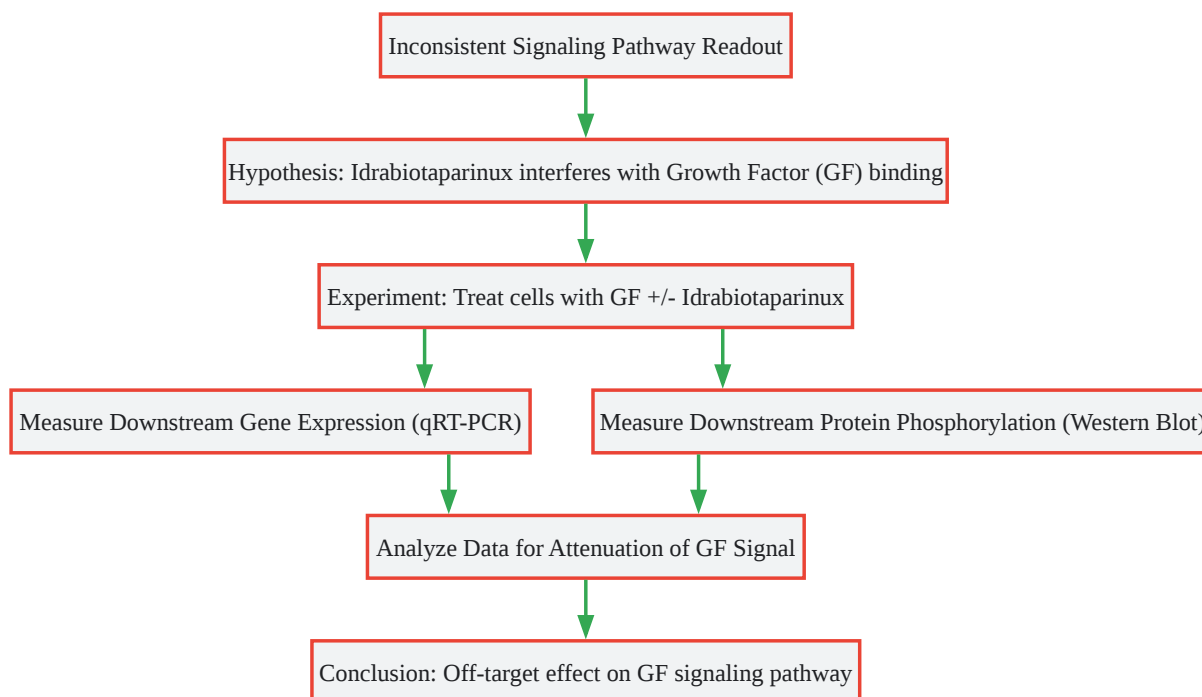 Inconsistent Signaling Pathway Readout
Hypothesis: Idrabiotaparinux interferes with Growth Factor (GF) binding
Experiment: Treat cells with GF +/- Idrabiotaparinux
Measure Downstream Gene Expression (qRT-PCR)
Measure Downstream Protein Phosphorylation (Western Blot)
Analyze Data for Attenuation of GF Signal
Conclusion: Off-target effect on GF signaling pathway